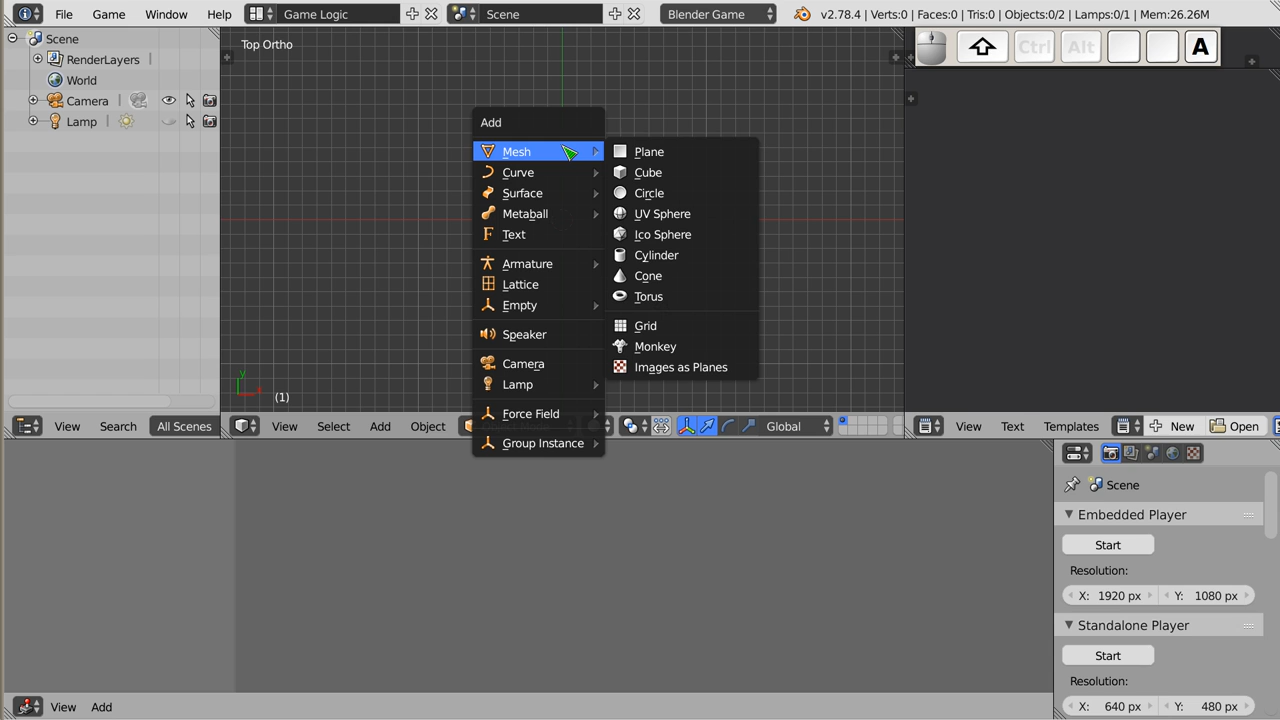 File Game Window Help Game Logic Scene Blender Game v2.78.4 | Verts:0 | Faces:0 | Tris:0 | Objects:0/2 | Lamps:0/1 | Mem:26.26M
Scene
RenderLayers
World
Camera
Lamp
View Search All Scenes
Top Ortho
y
x
(1)
Add
Mesh
Curve
Surface
Metaball
Text
Armature
Lattice
Empty
Speaker
Camera
Lamp
Force Field
Group Instance
Plane
Cube
Circle
UV Sphere
Ico Sphere
Cylinder
Cone
Torus
Grid
Monkey
Images as Planes
View Select Add Object Global
Ctrl Alt A
View Text Templates New Open
Scene
Embedded Player
Start
Resolution:
X: 1920 px Y: 1080 px
Standalone Player
Start
Resolution:
X: 640 px Y: 480 px
View Add